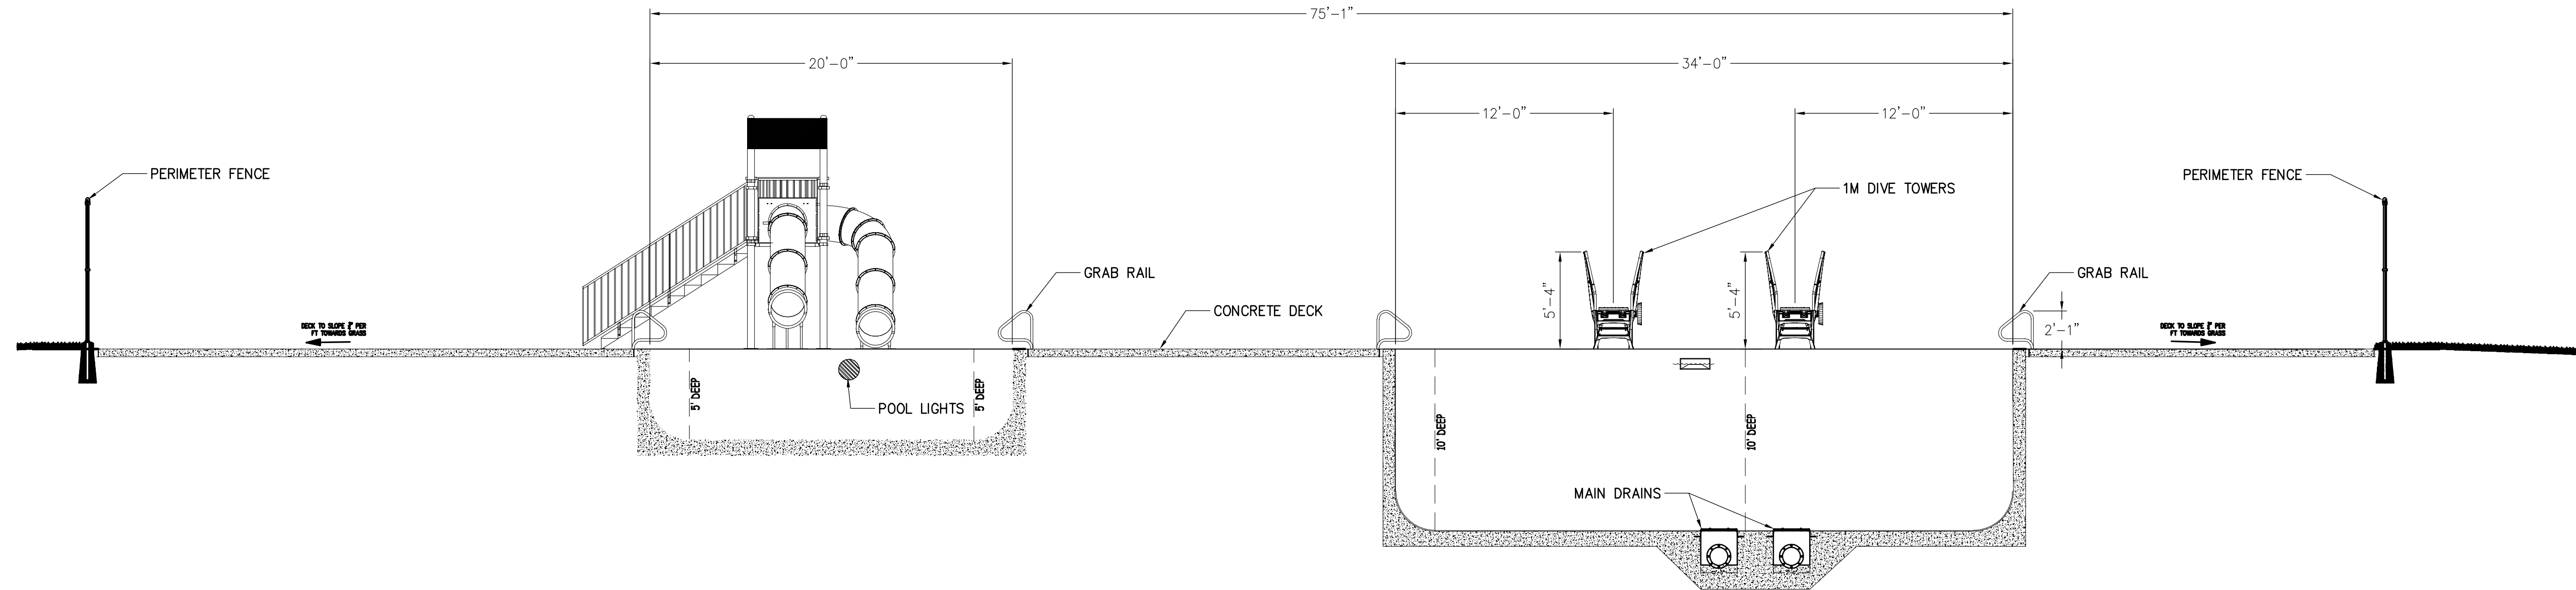 75'-1"
20'-0"
34'-0"
12'-0"
12'-0"
PERIMETER FENCE
PERIMETER FENCE
1M DIVE TOWERS
GRAB RAIL
GRAB RAIL
5'-4"
5'-4"
CONCRETE DECK
2'-1"
DECK TO SLOPE PER
FT TOWARDS GRASS
DECK TO SLOPE PER
FT TOWARDS GRASS
5' DEEP
5' DEEP
POOL LIGHTS
10' DEEP
10' DEEP
MAIN DRAINS